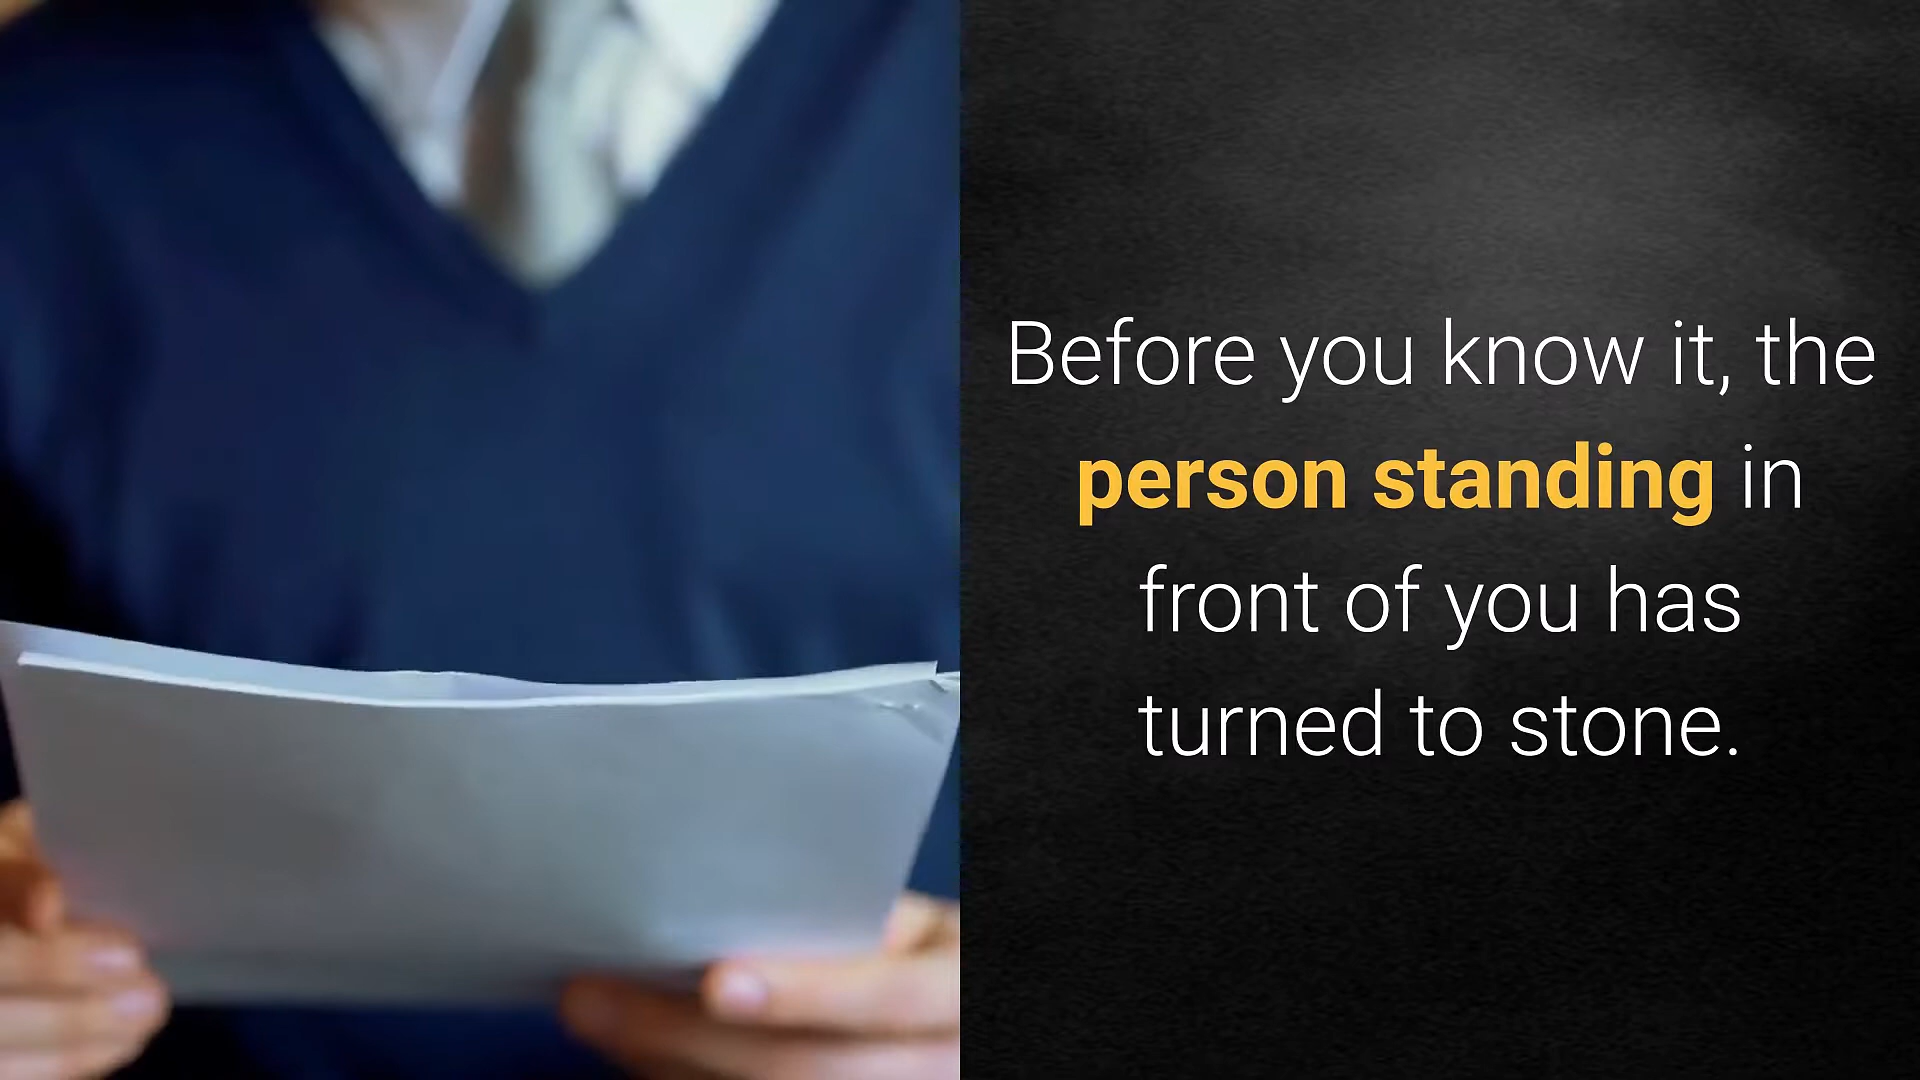 Before you know it, the
person standing in
front of you has
turned to stone.